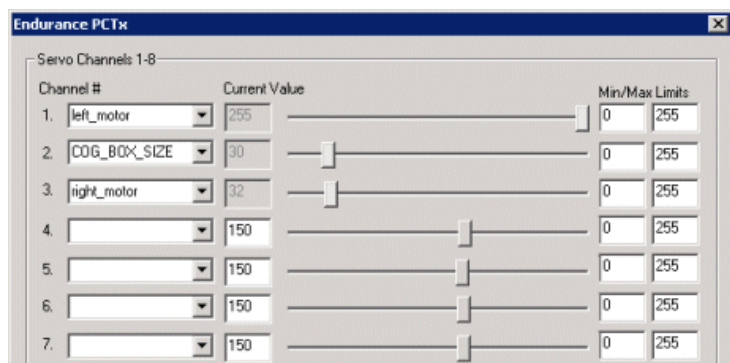 Endurance PCTx
Servo Channels 1-8
Channel # Current Value Min/Max Limits
1. left_motor 255 0 255
2. COG_BOX_SIZE 30 0 255
3. right_motor 32 0 255
4. 150 0 255
5. 150 0 255
6. 150 0 255
7. 150 0 255